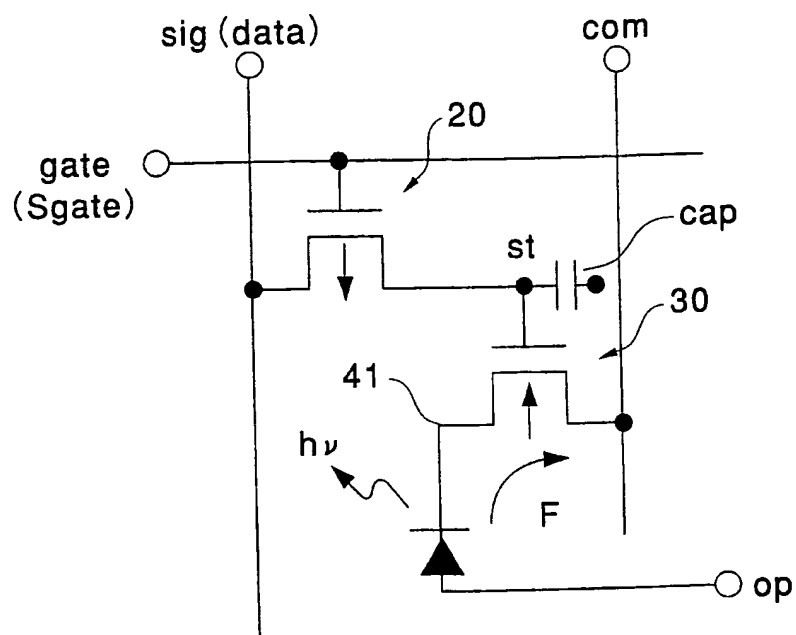 sig (data)
com
20
gate
(Sgate)
cap
st
30
41
hν
F
op